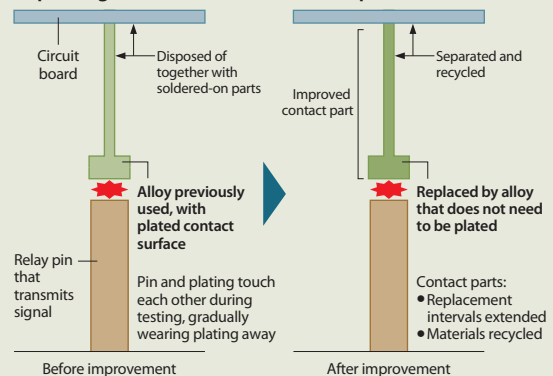 Circuit
board
Disposed of
together with
soldered-on parts
Alloy previously
used, with
plated contact
surface
Relay pin
that
transmits
signal
Pin and plating touch
each other during
testing, gradually
wearing plating away
Before improvement
Separated and
recycled
Improved
contact part
Replaced by alloy
that does not need
to be plated
Contact parts:
● Replacement
intervals extended
● Materials recycled
After improvement